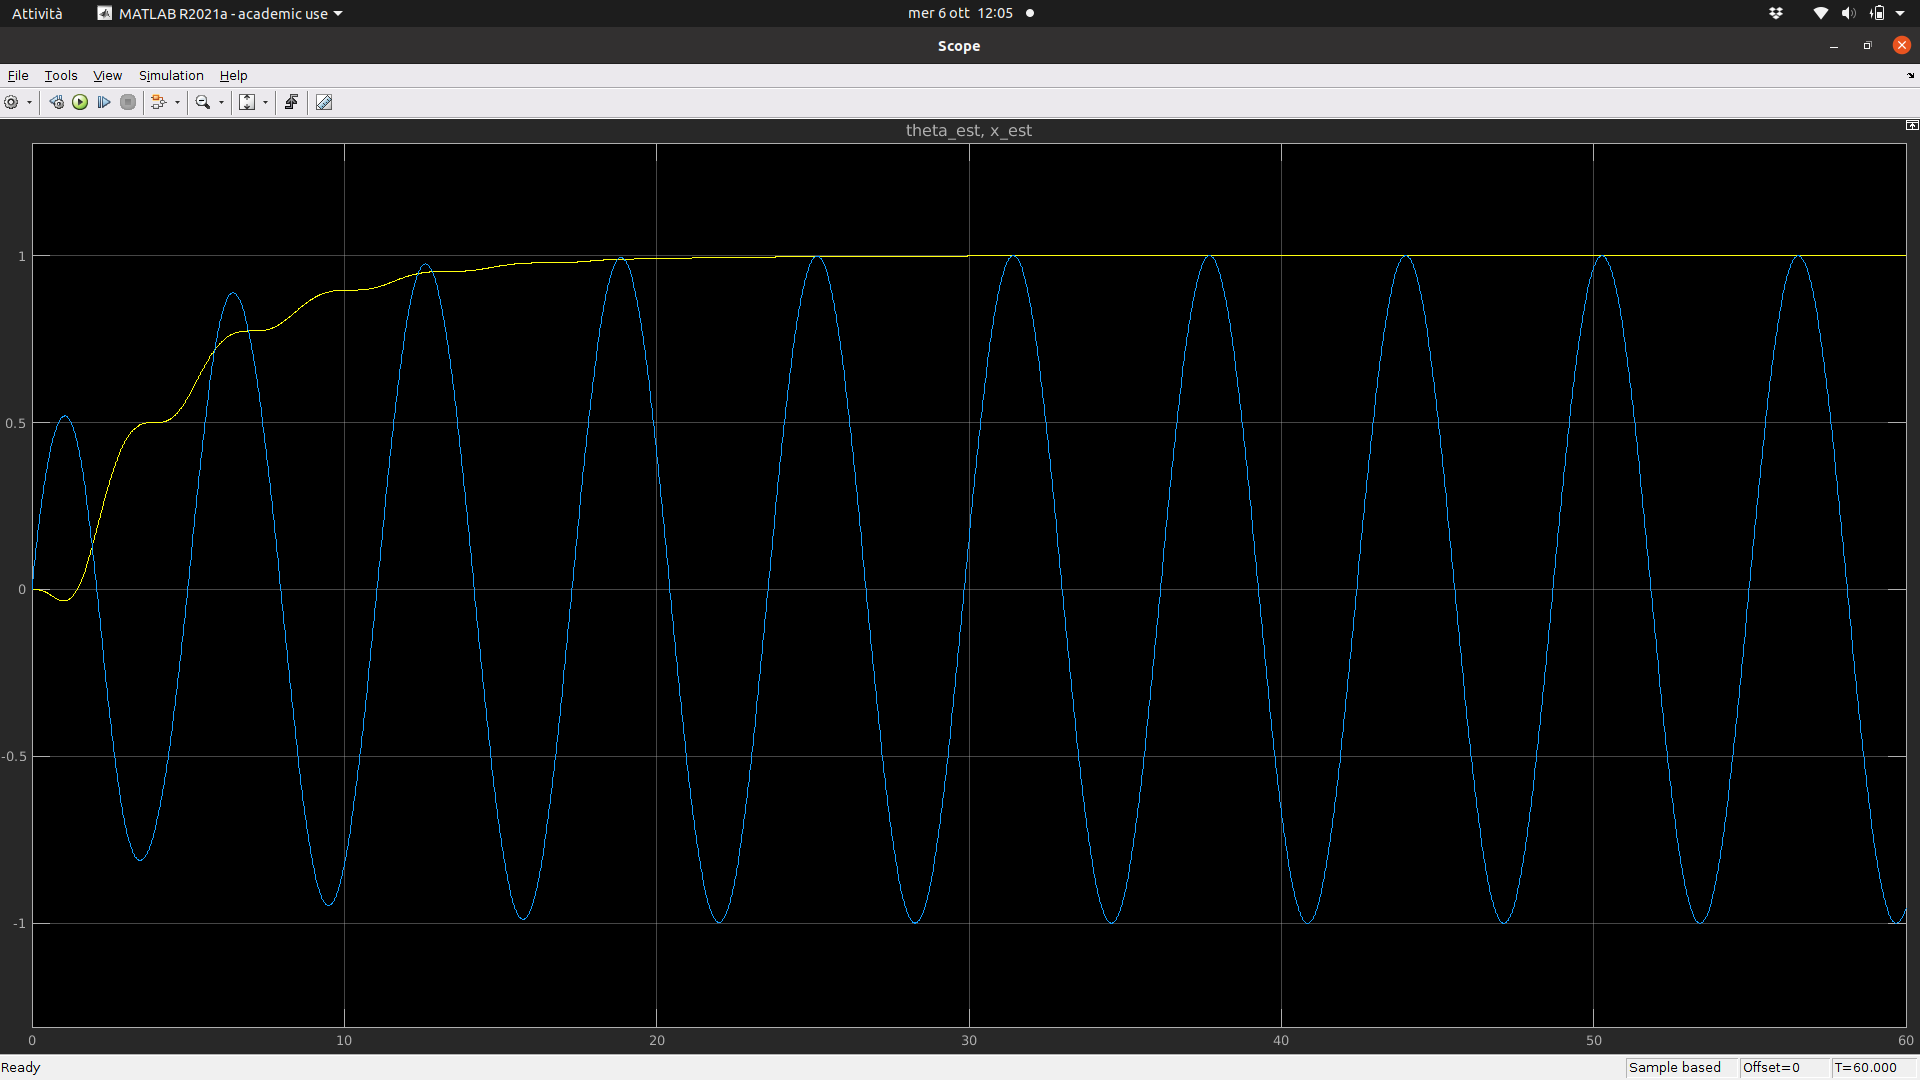 Attività MATLAB R2021a - academic use mer 6 ott 12:05
Scope
File Tools View Simulation Help
theta_est, x_est
1
0.5
0
-0.5
-1
0 10 20 30 40 50 60
Ready Sample based Offset=0 T=60.000